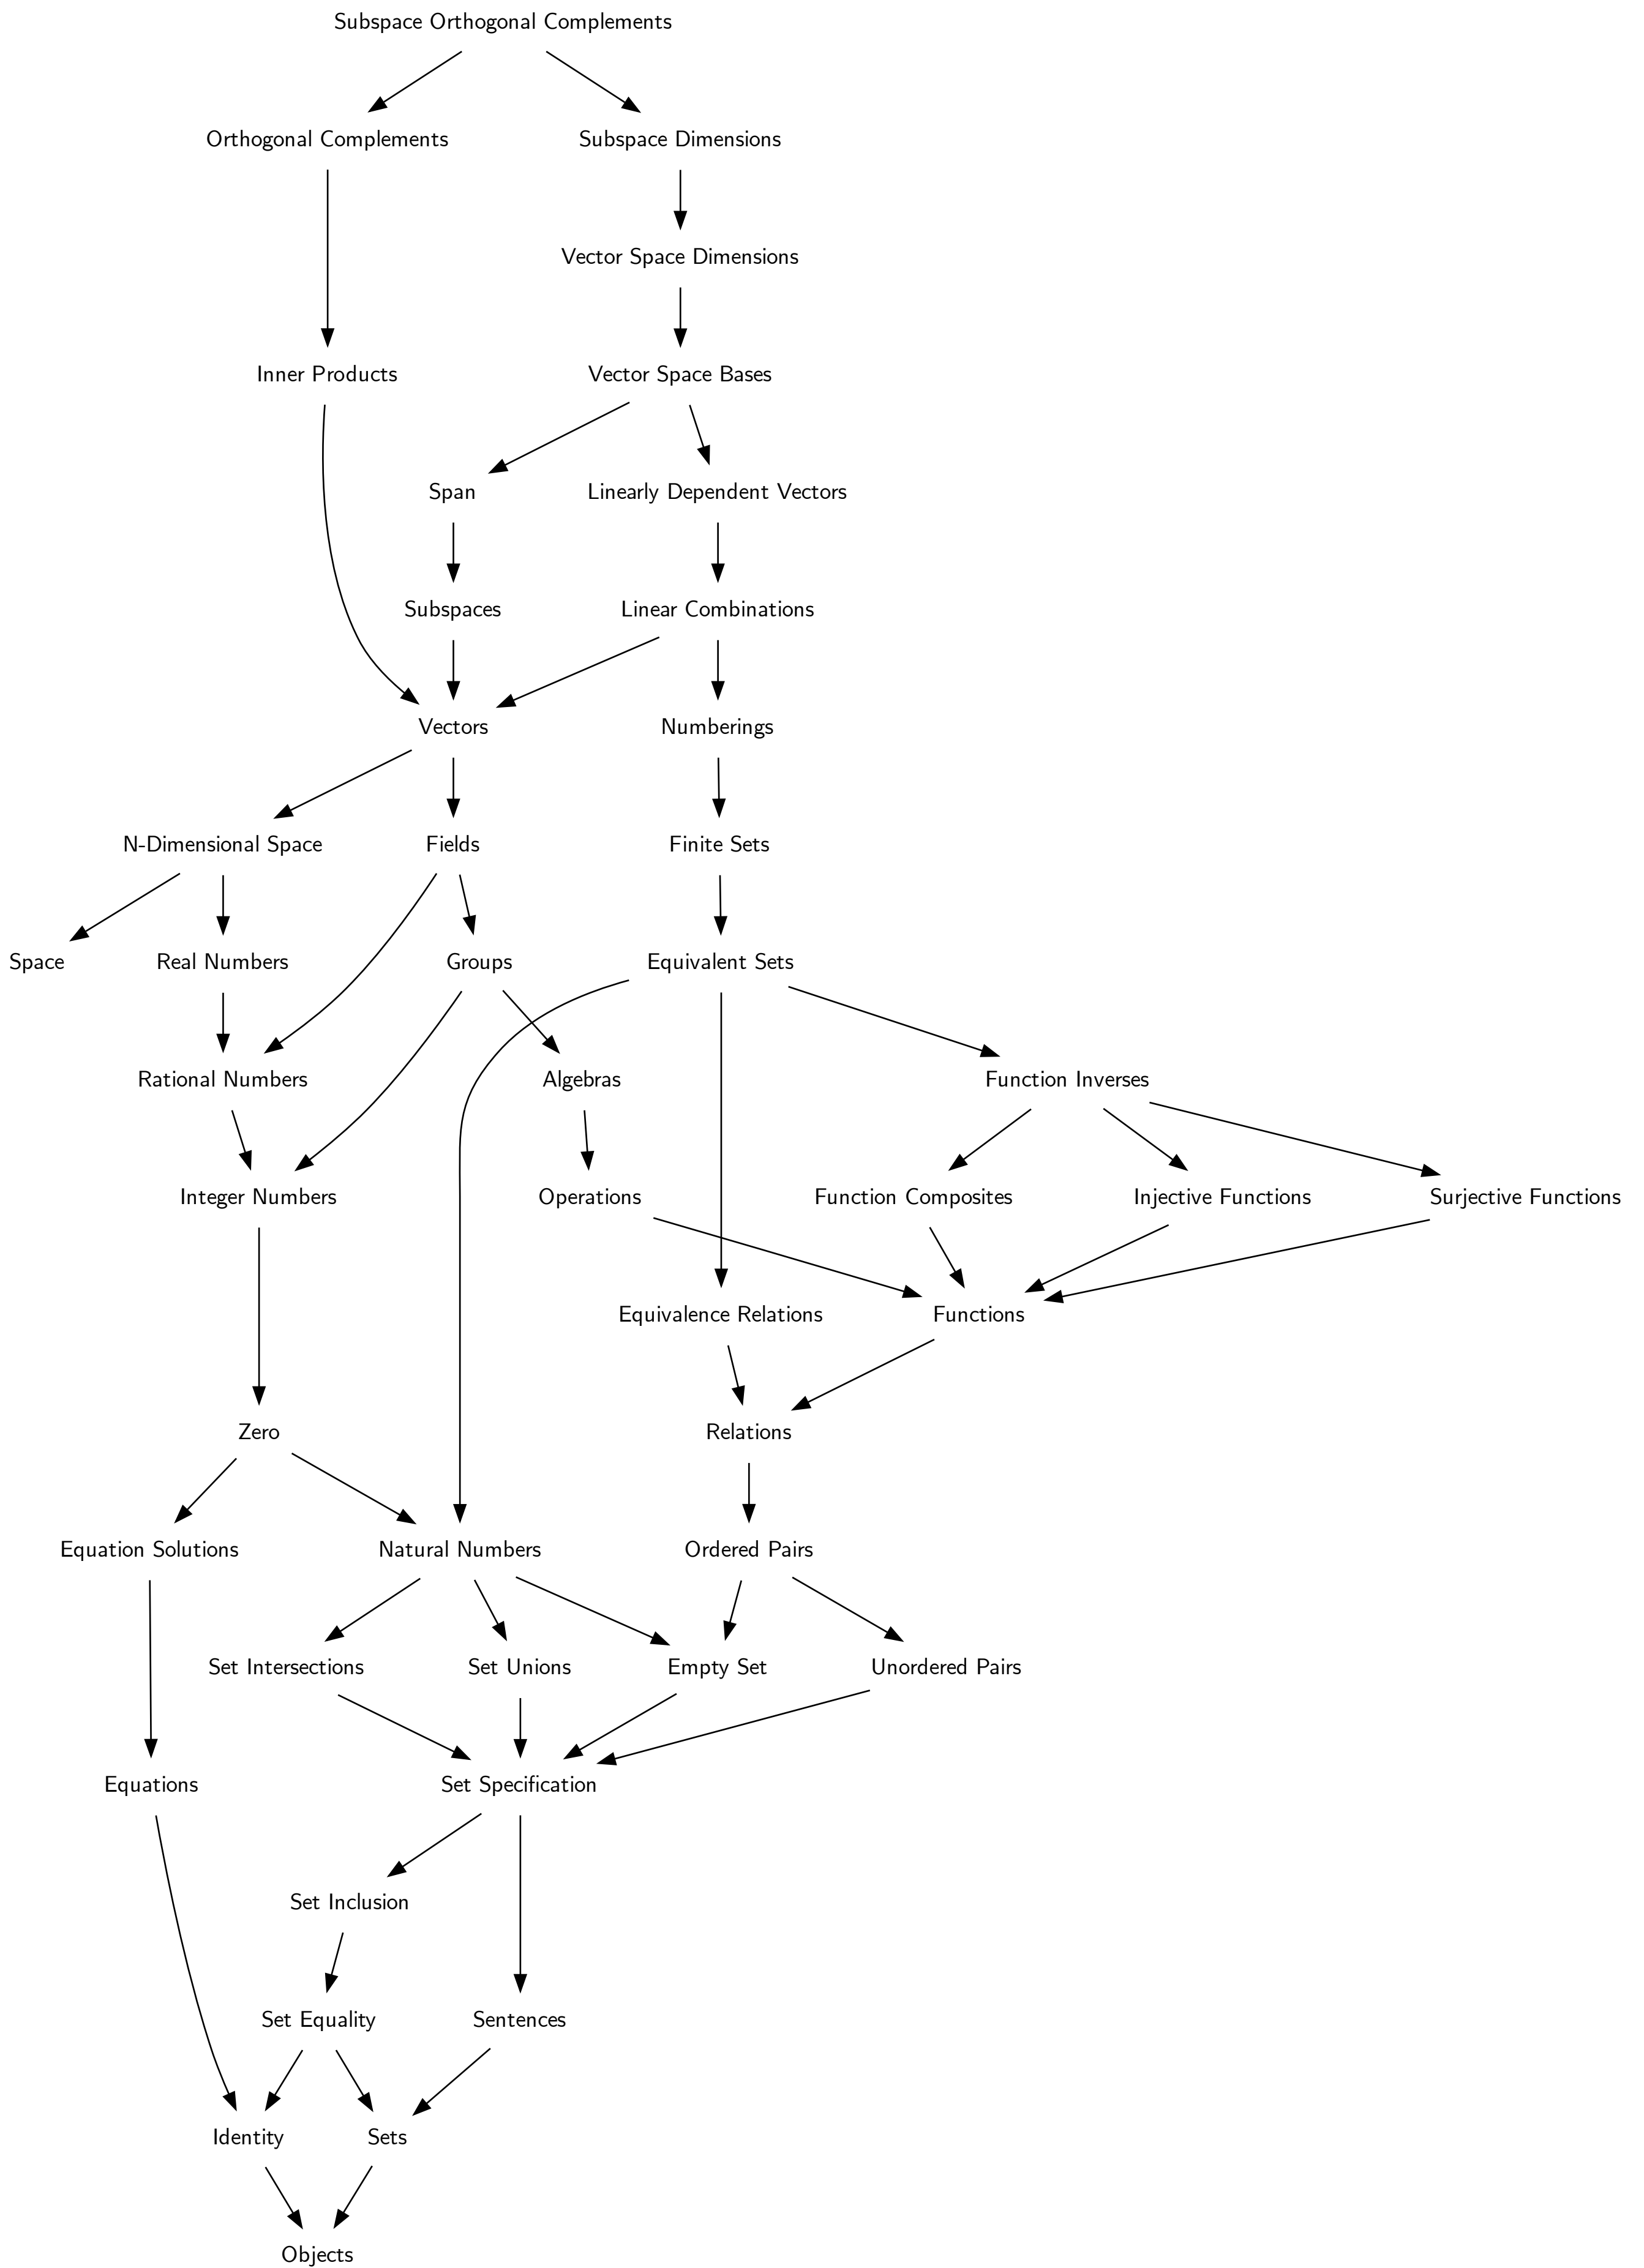 Subspace Orthogonal Complements
Orthogonal Complements
Subspace Dimensions
Vector Space Dimensions
Inner Products
Vector Space Bases
Span
Linearly Dependent Vectors
Subspaces
Linear Combinations
Vectors
Numberings
N-Dimensional Space
Fields
Finite Sets
Space
Real Numbers
Groups
Equivalent Sets
Rational Numbers
Algebras
Function Inverses
Integer Numbers
Operations
Function Composites
Injective Functions
Surjective Functions
Equivalence Relations
Functions
Zero
Relations
Equation Solutions
Natural Numbers
Ordered Pairs
Set Intersections
Set Unions
Empty Set
Unordered Pairs
Equations
Set Specification
Set Inclusion
Set Equality
Sentences
Identity
Sets
Objects